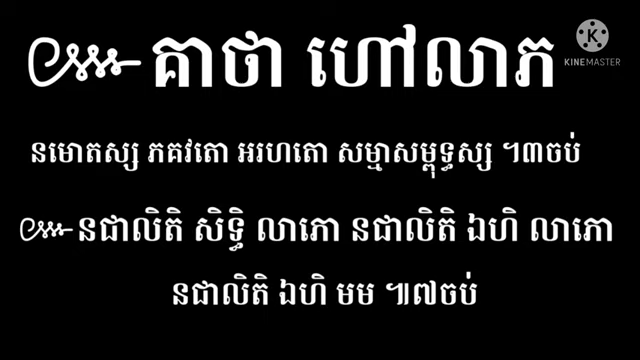 គាថា ហៅលាភ
KINEMASTER
នមោតស្ស ភគវតោ អរហតោ សម្មាសម្ពុទ្ធស្ស ។៣ចប់
នជាលិតិ សិទ្ធិ លាភោ នជាលិតិ ឯហិ លាភោ
នជាលិតិ ឯហិ មម ៕៧ចប់